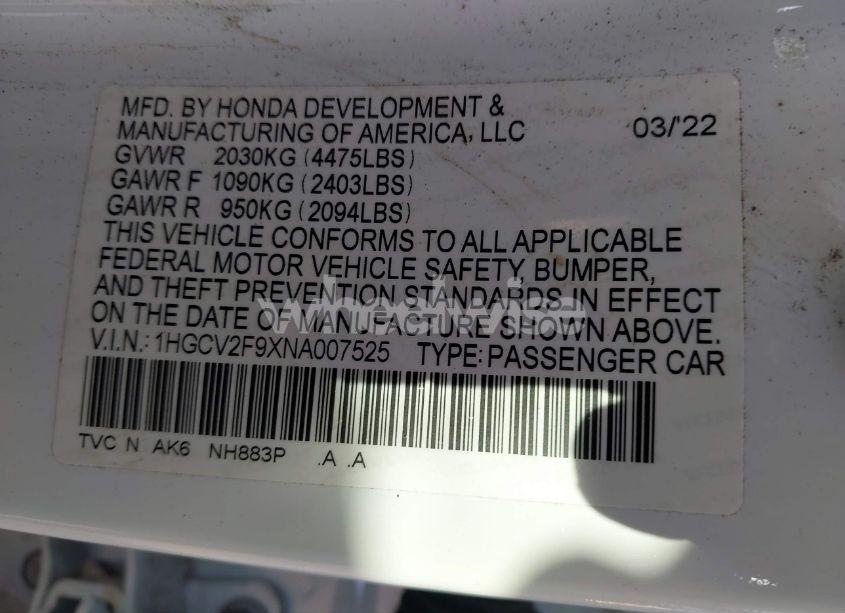 MFD. BY HONDA DEVELOPMENT &
MANUFACTURING OF AMERICA, LLC 03/'22
GVWR 2030KG (4475LBS)
GAWR F 1090KG (2403LBS)
GAWR R 950KG (2094LBS)
THIS VEHICLE CONFORMS TO ALL APPLICABLE
FEDERAL MOTOR VEHICLE SAFETY, BUMPER,
AND THEFT PREVENTION STANDARDS IN EFFECT
ON THE DATE OF MANUFACTURE SHOWN ABOVE.
V.I.N.: 1HGCV2F9XNA007525 TYPE: PASSENGER CAR
TVC N AK6 NH883P .A .A